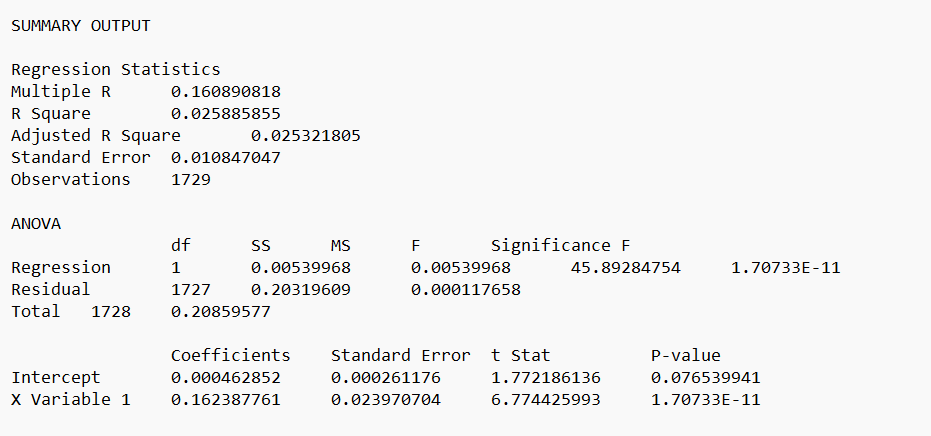 SUMMARY OUTPUT
Regression Statistics
Multiple R 0.160890818
R Square 0.025885855
Adjusted R Square 0.025321805
Standard Error 0.010847047
Observations 1729
ANOVA
df SS MS F Significance F
Regression 1 0.00539968 0.00539968 45.89284754 1.70733E-11
Residual 1727 0.20319609 0.000117658
Total 1728 0.20859577
Coefficients Standard Error t Stat P-value
Intercept 0.000462852 0.000261176 1.772186136 0.076539941
X Variable 1 0.162387761 0.023970704 6.774425993 1.70733E-11